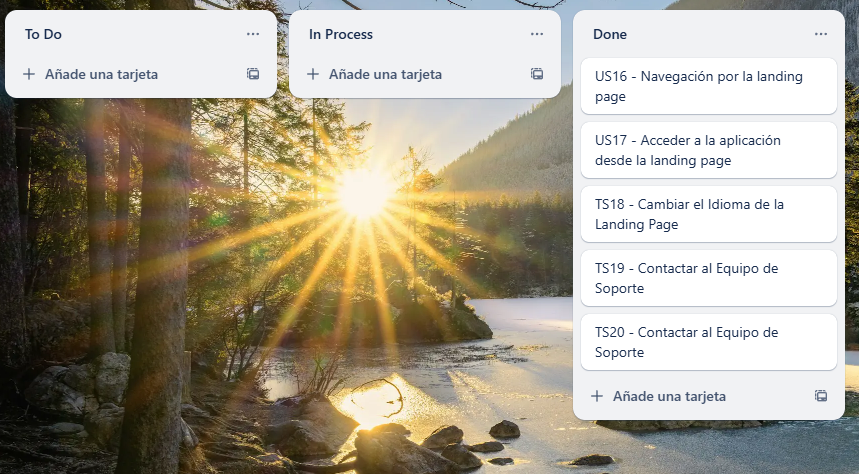 To Do
Añade una tarjeta
In Process
Añade una tarjeta
Done
US16 - Navegación por la landing
page
US17 - Acceder a la aplicación
desde la landing page
TS18 - Cambiar el Idioma de la
Landing Page
TS19 - Contactar al Equipo de
Soporte
TS20 - Contactar al Equipo de
Soporte
Añade una tarjeta